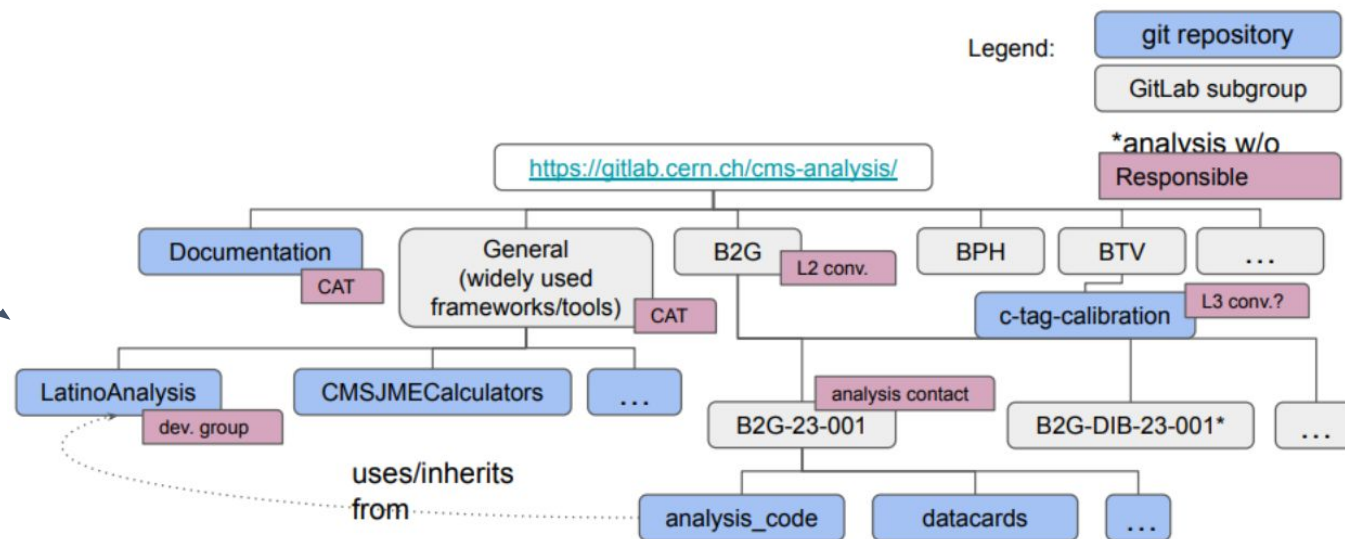 Legend:
git repository
GitLab subgroup
*analysis w/o
Responsible
https://gitlab.cern.ch/cms-analysis/
Documentation
CAT
General
(widely used
frameworks/tools)
CAT
B2G
L2 conv.
BPH
BTV
...
c-tag-calibration
L3 conv.?
LatinoAnalysis
dev. group
CMSJMECalculators
...
analysis contact
B2G-23-001
B2G-DIB-23-001*
...
uses/inherits
from
analysis_code
datacards
...